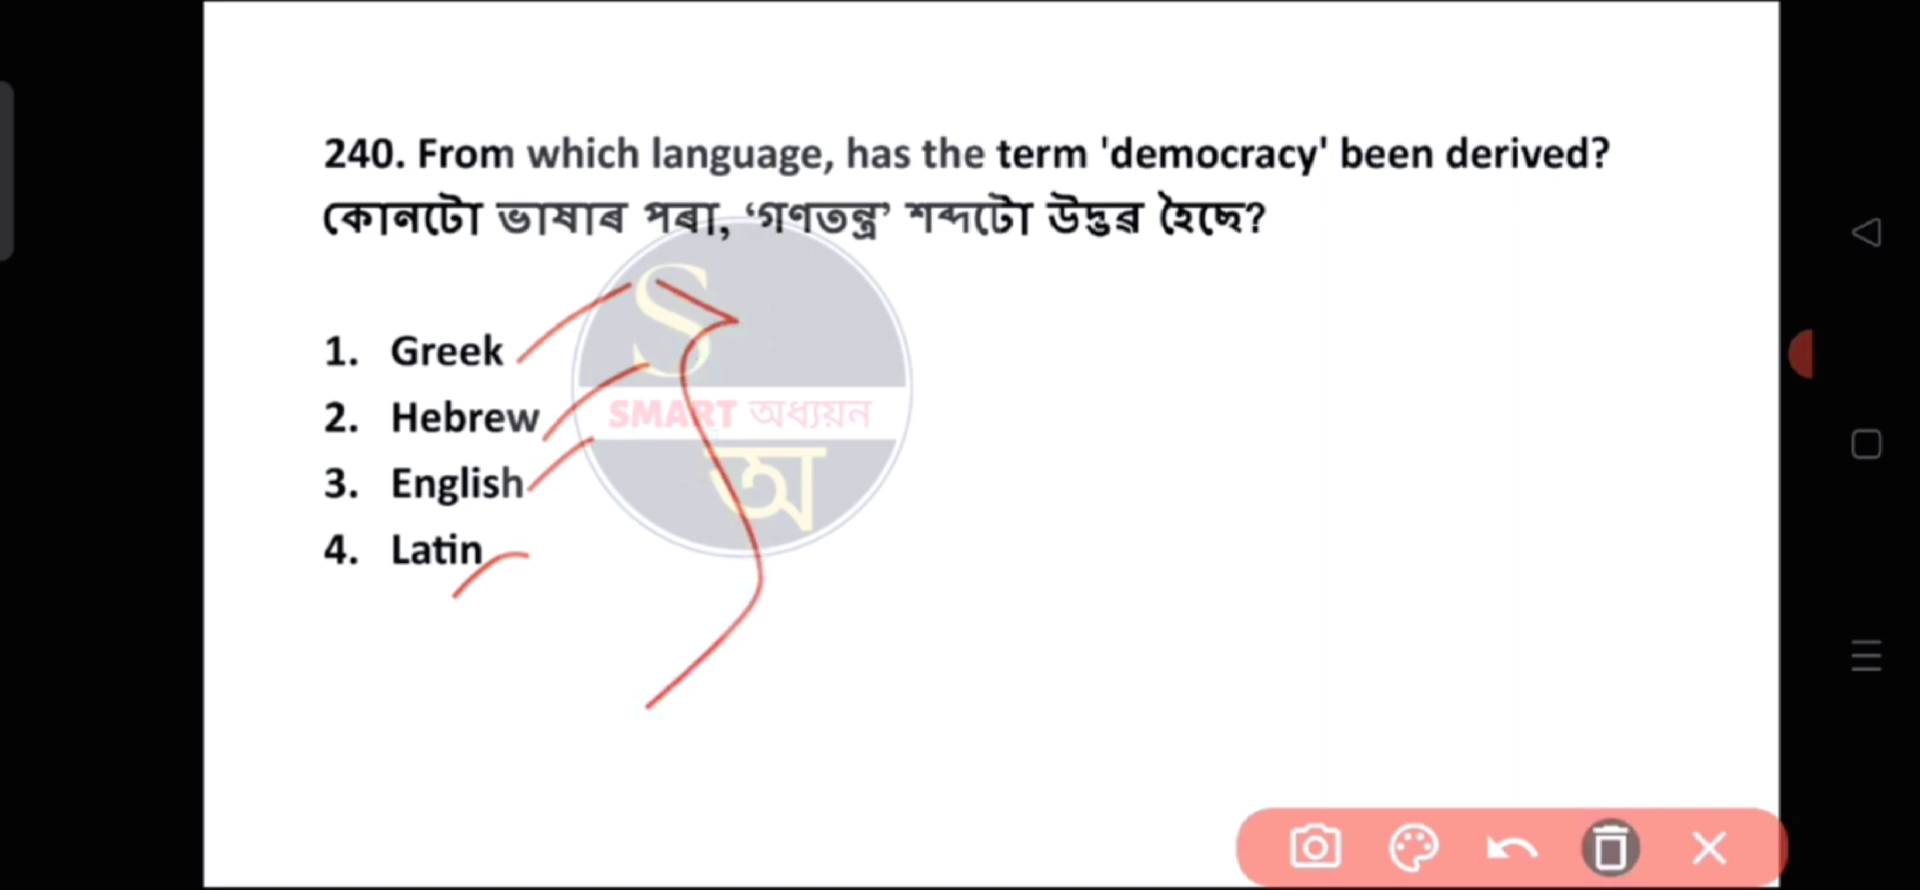 240. From which language, has the term 'democracy' been derived?
কোনটো ভাষাৰ পৰা, ‘গণতন্ত্ৰ’ শব্দটো উদ্ভৱ হৈছে?
1. Greek
2. Hebrew
3. English
4. Latin
S
SMART অধ্যয়ন
অ